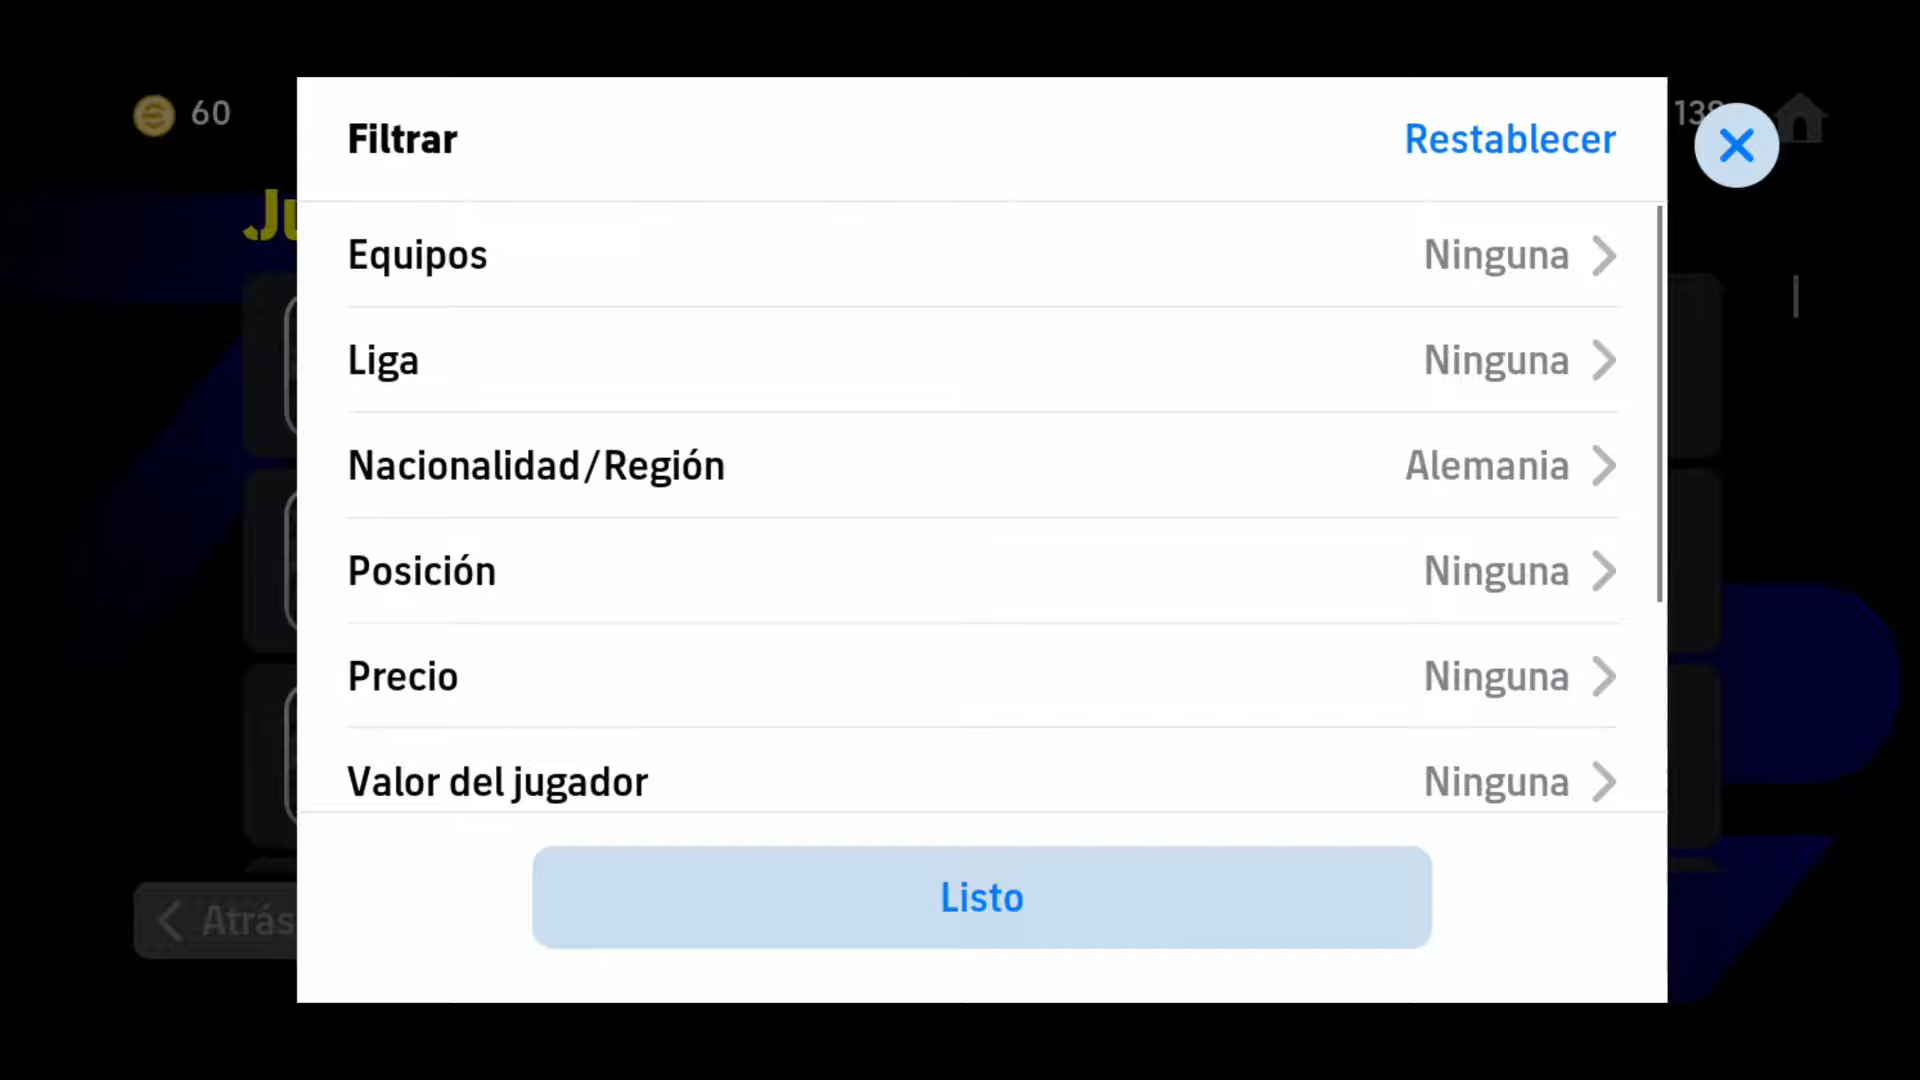 60
Filtrar
Restablecer
Equipos
Ninguna
Liga
Ninguna
Nacionalidad/Región
Alemania
Posición
Ninguna
Precio
Ninguna
Valor del jugador
Ninguna
Listo
Atrás